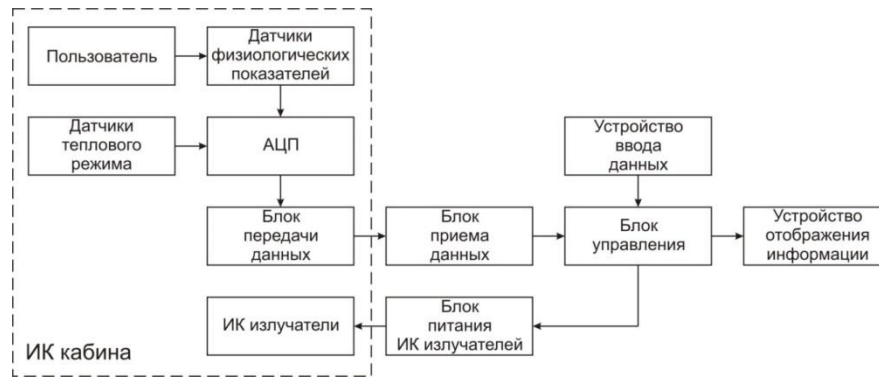 Пользователь
Датчики
физиологических
показателей
Датчики
теплового
режима
АЦП
Устройство
ввода
данных
Блок
передачи
данных
Блок
приема
данных
Блок
управления
Устройство
отображения
информации
ИК излучатели
Блок
питания
ИК излучателей
ИК кабина